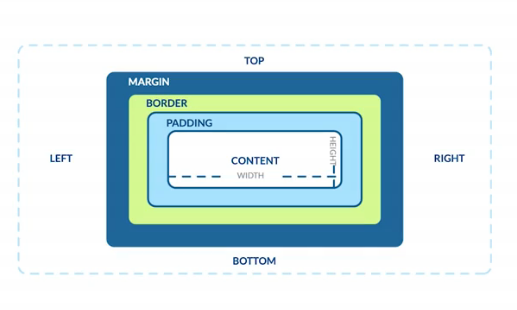 TOP
MARGIN
BORDER
PADDING
HEIGHT
LEFT
CONTENT
RIGHT
WIDTH
BOTTOM